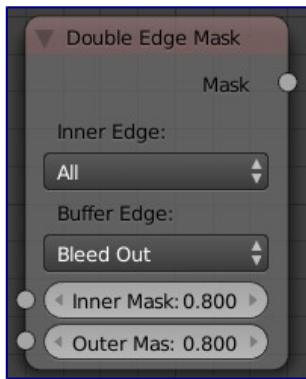 Double Edge Mask
Mask
Inner Edge:
All
Buffer Edge:
Bleed Out
Inner Mask: 0.800
Outer Mas: 0.800